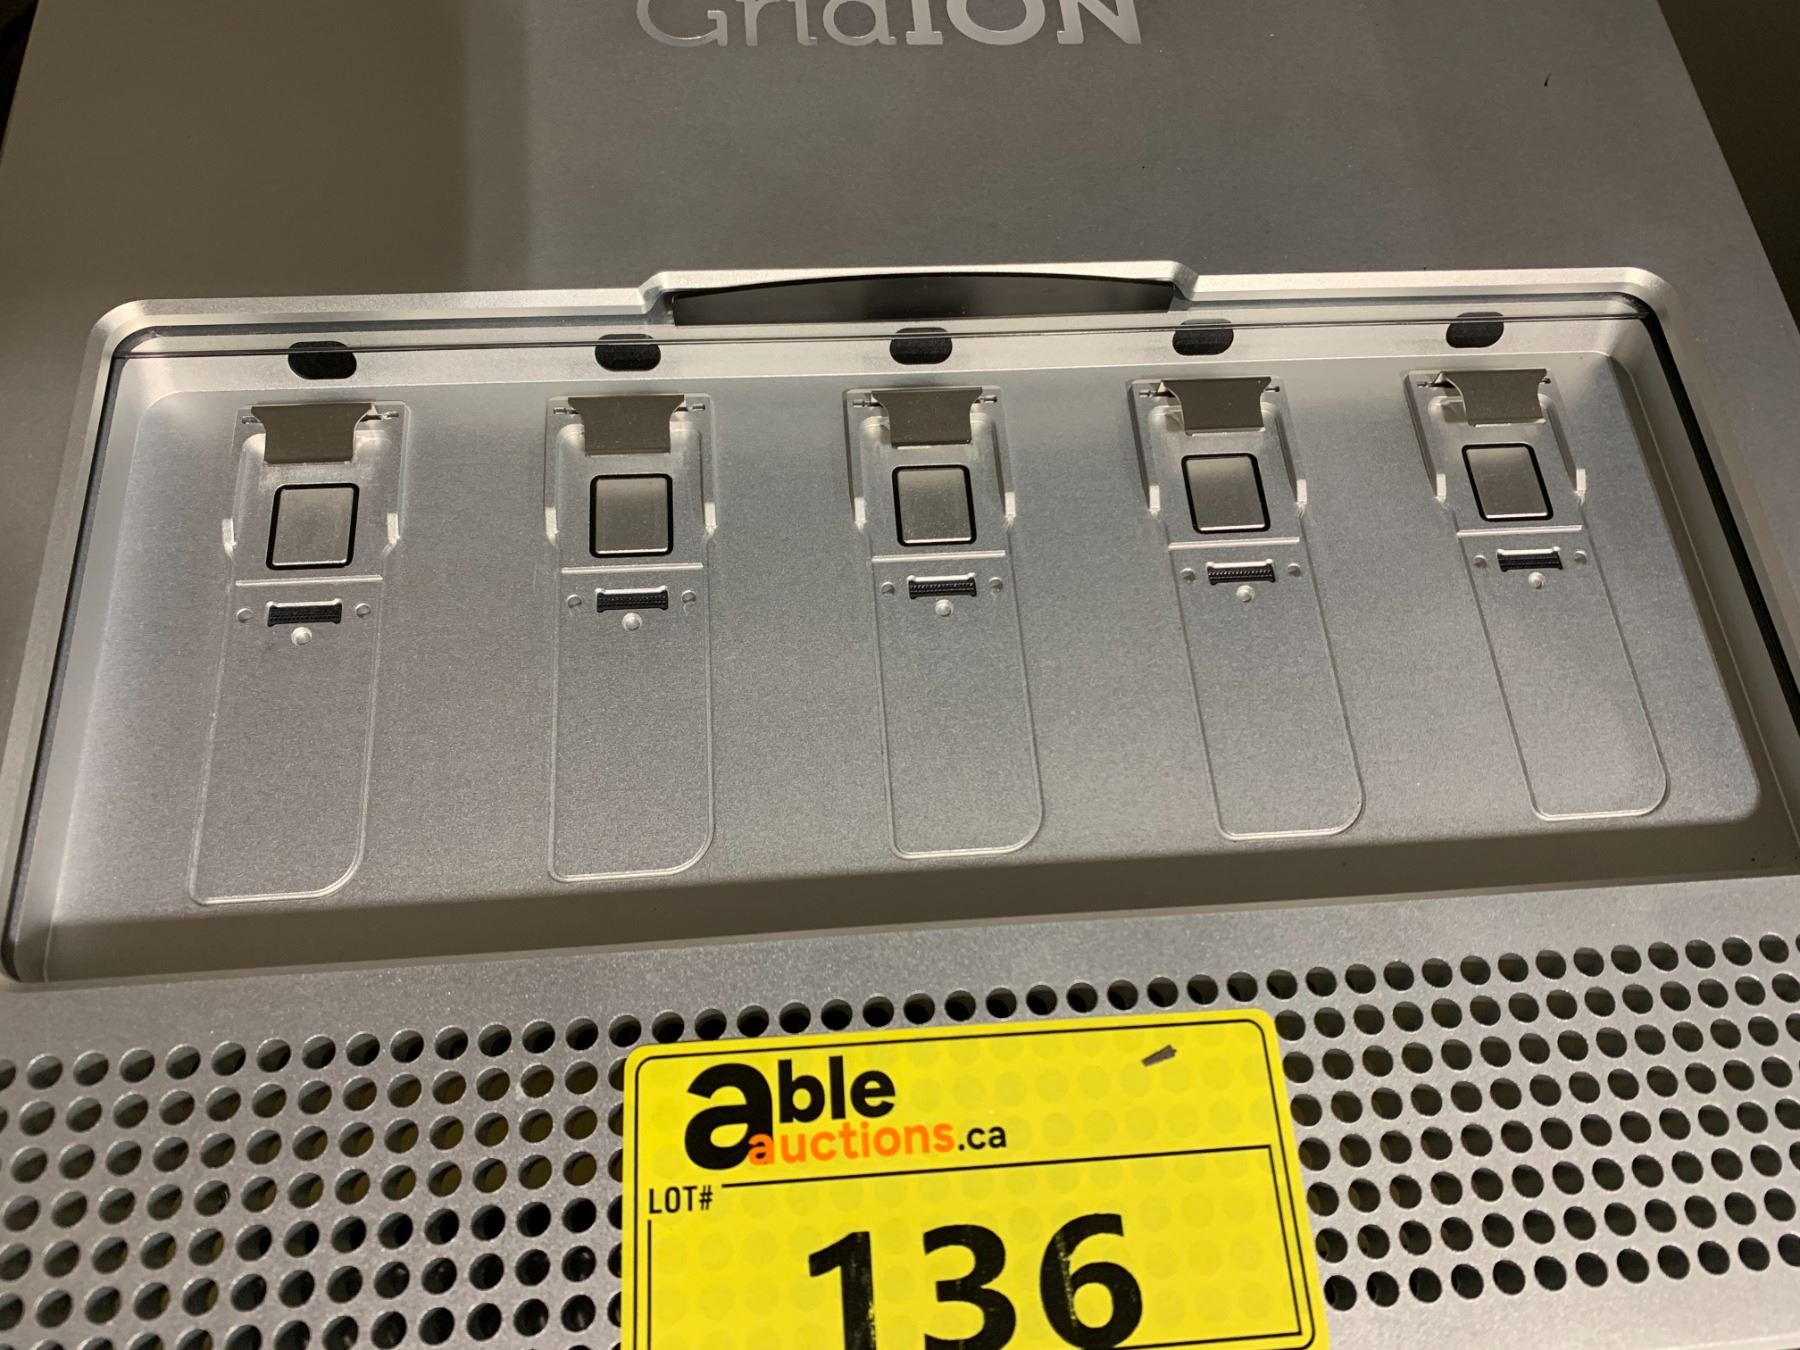 GridION
able
auctions.ca
LOT#
136